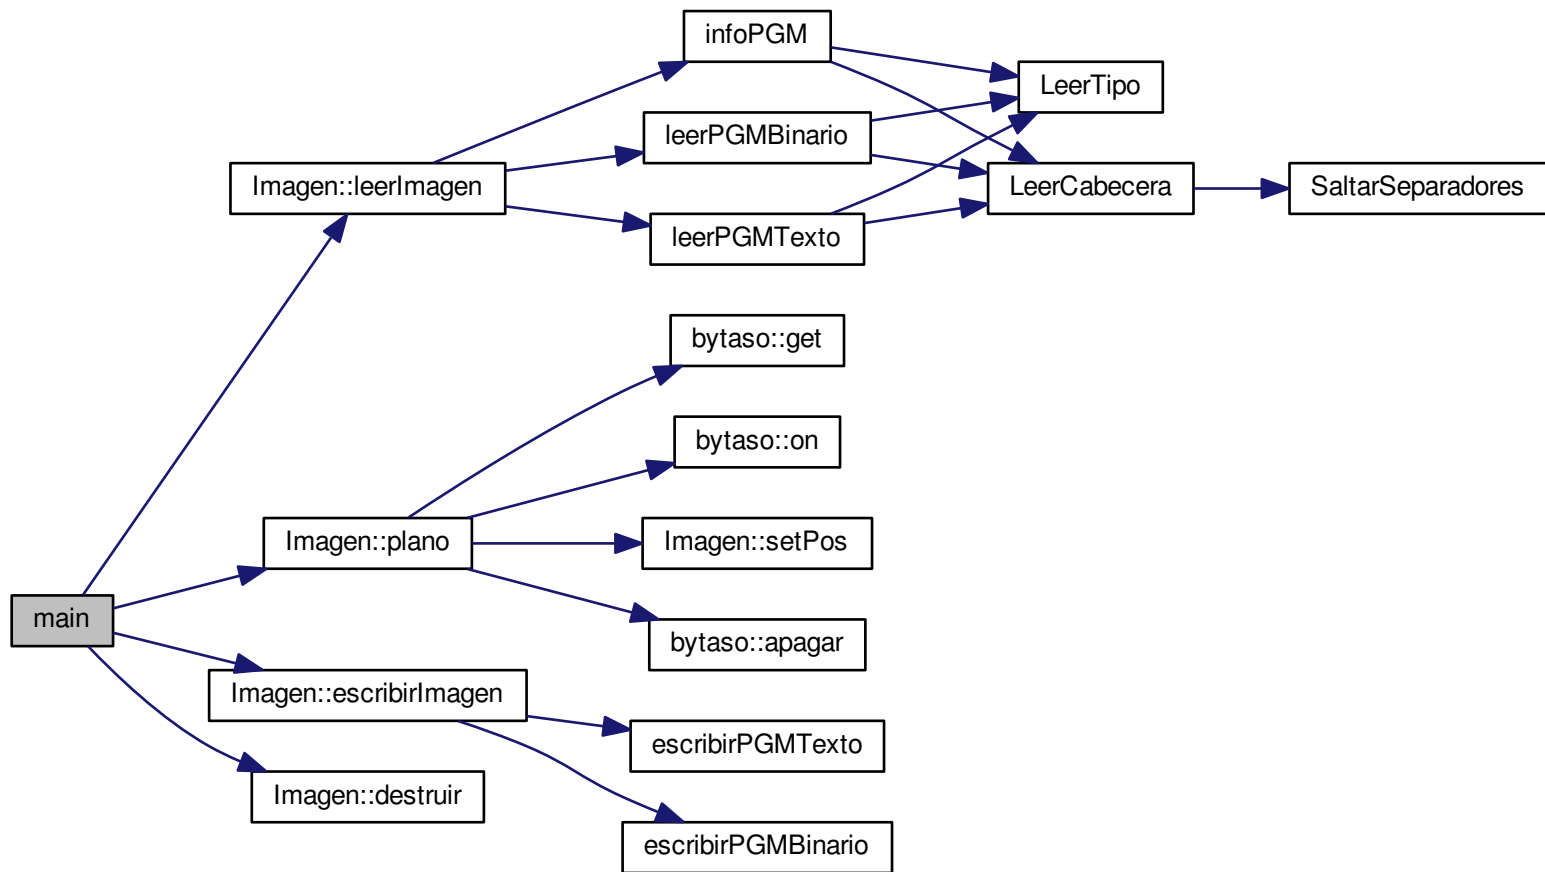 infoPGM
LeerTipo
leerPGMBinario
Imagen::leerImagen
LeerCabecera
SaltarSeparadores
leerPGMTexto
bytaso::get
bytaso::on
Imagen::plano
Imagen::setPos
main
bytaso::apagar
Imagen::escribirImagen
escribirPGMTexto
Imagen::destruir
escribirPGMBinario